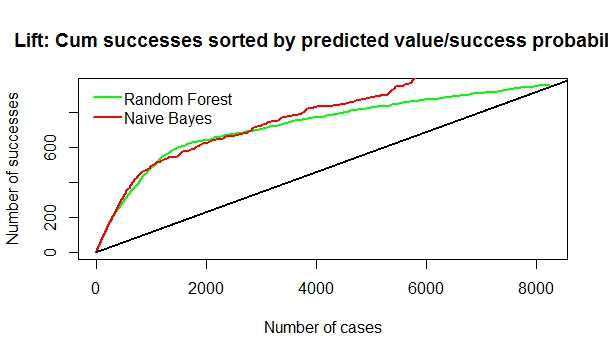 Lift: Cum successes sorted by predicted value/success probabil
Random Forest
Naive Bayes
Number of successes
0
200
600
0
2000
4000
6000
8000
Number of cases